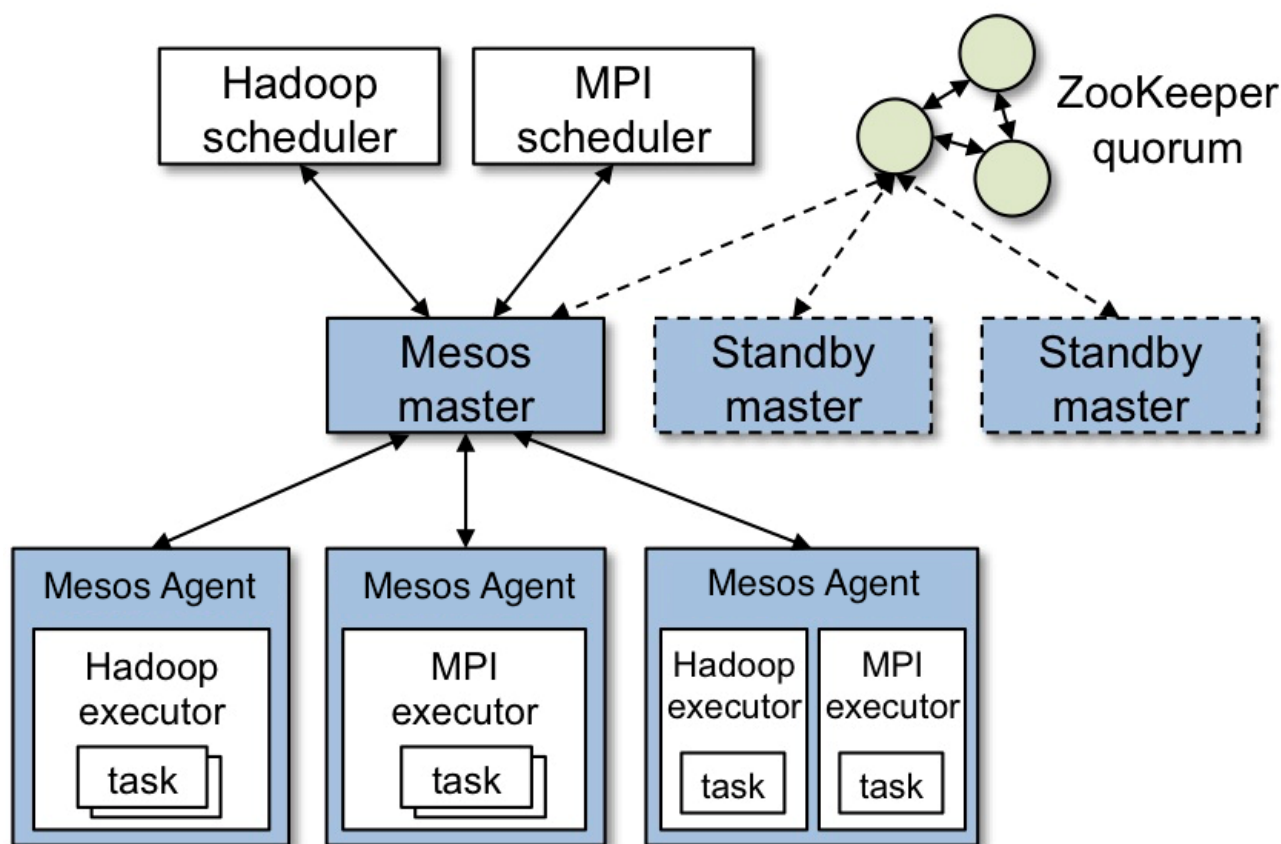 Hadoop
scheduler
MPI
scheduler
ZooKeeper
quorum
Mesos
master
Standby
master
Standby
master
Mesos Agent
Hadoop
executor
task
Mesos Agent
MPI
executor
task
Mesos Agent
Hadoop
executor
task
MPI
executor
task